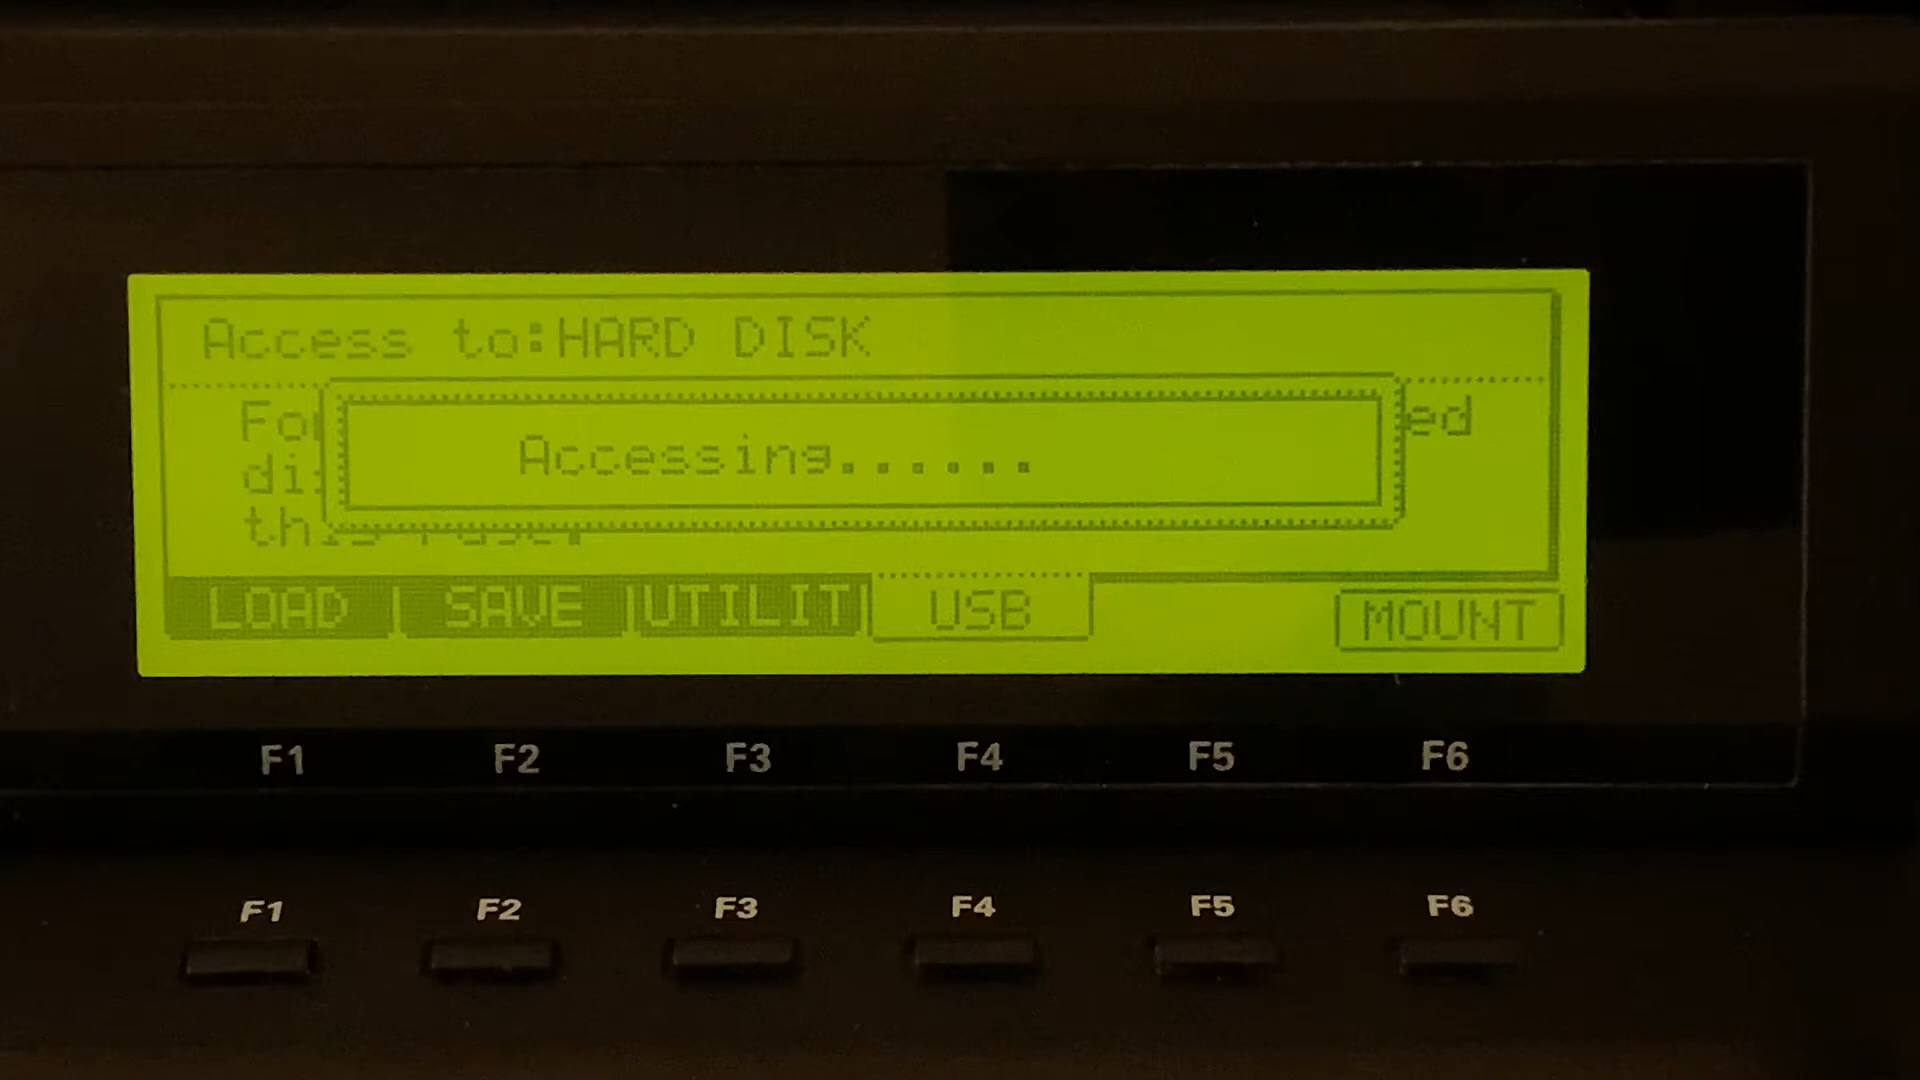 Access to:HARD DISK
ed
Accessing......
LOAD SAVE UTILIT USB MOUNT
F1 F2 F3 F4 F5 F6
F1 F2 F3 F4 F5 F6